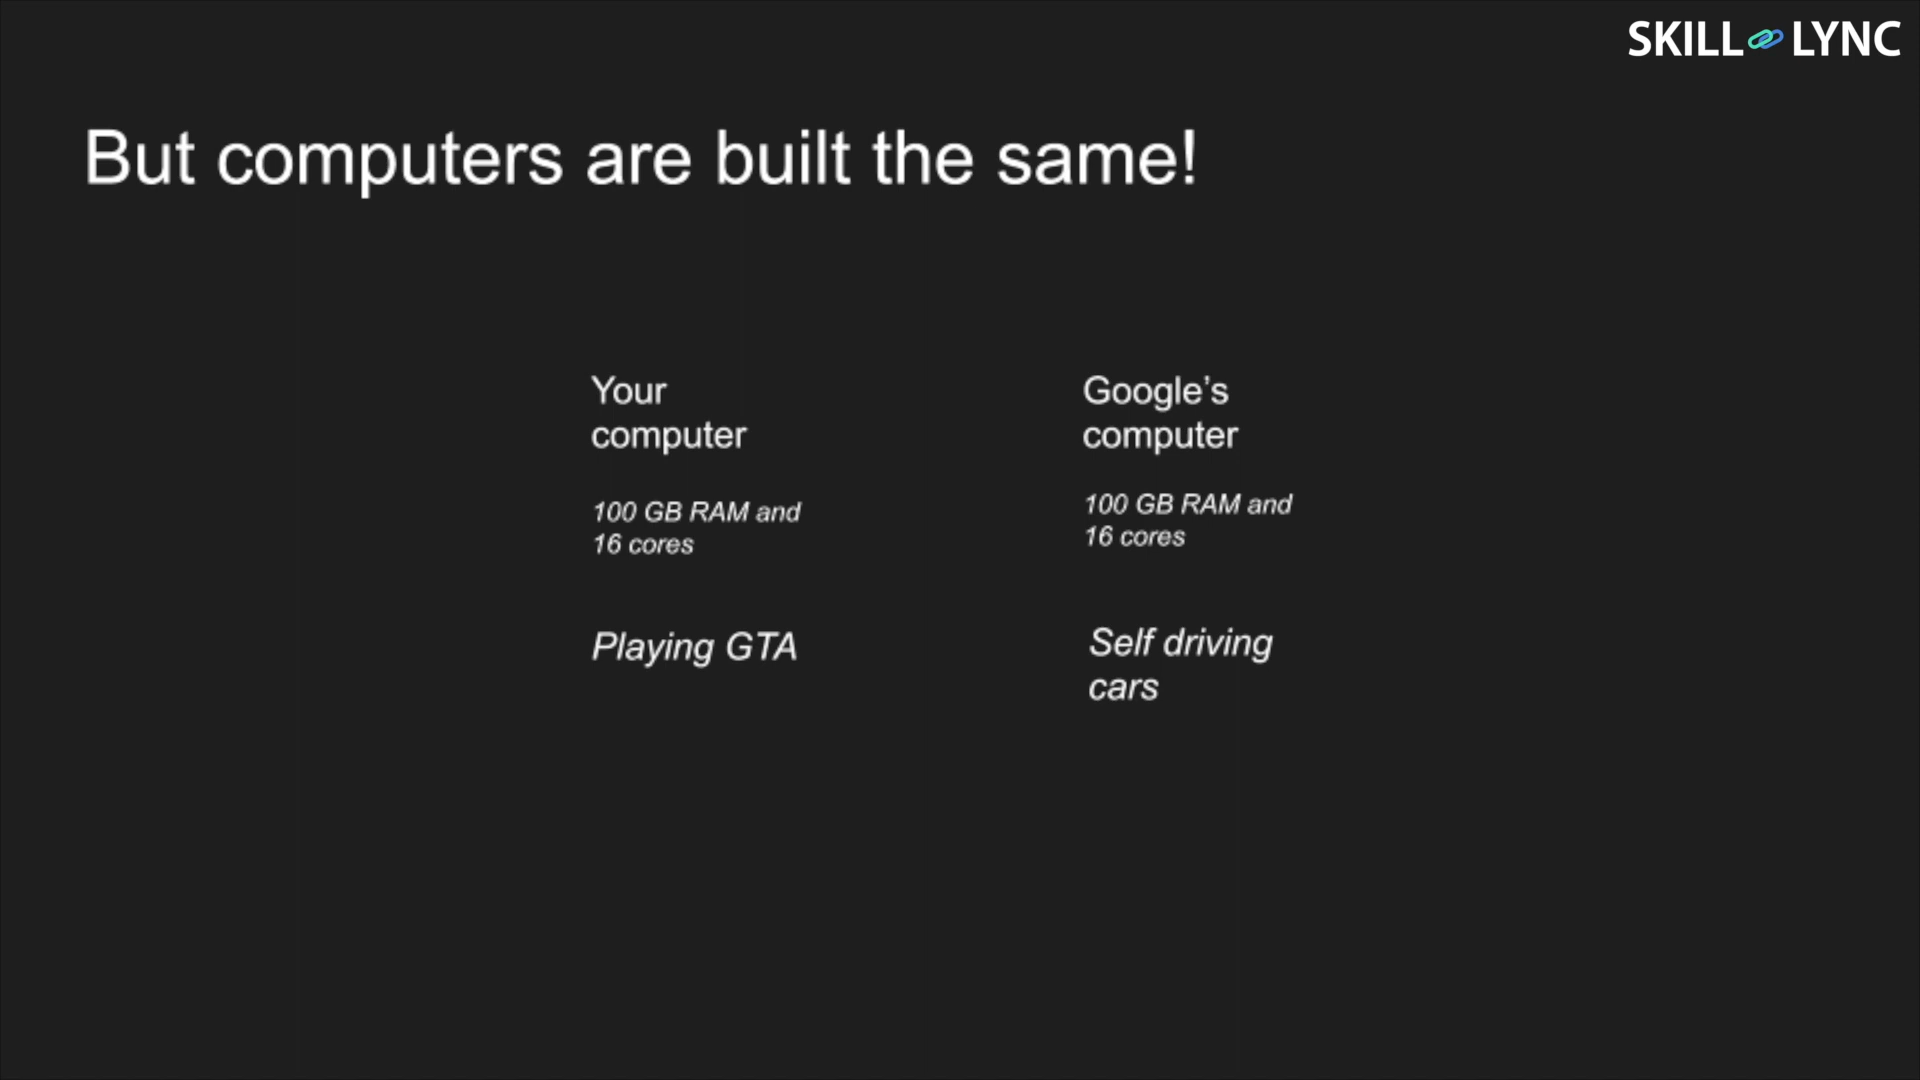 SKILL LYNC
But computers are built the same!
Your
computer
100 GB RAM and
16 cores
Playing GTA
Google’s
computer
100 GB RAM and
16 cores
Self driving
cars